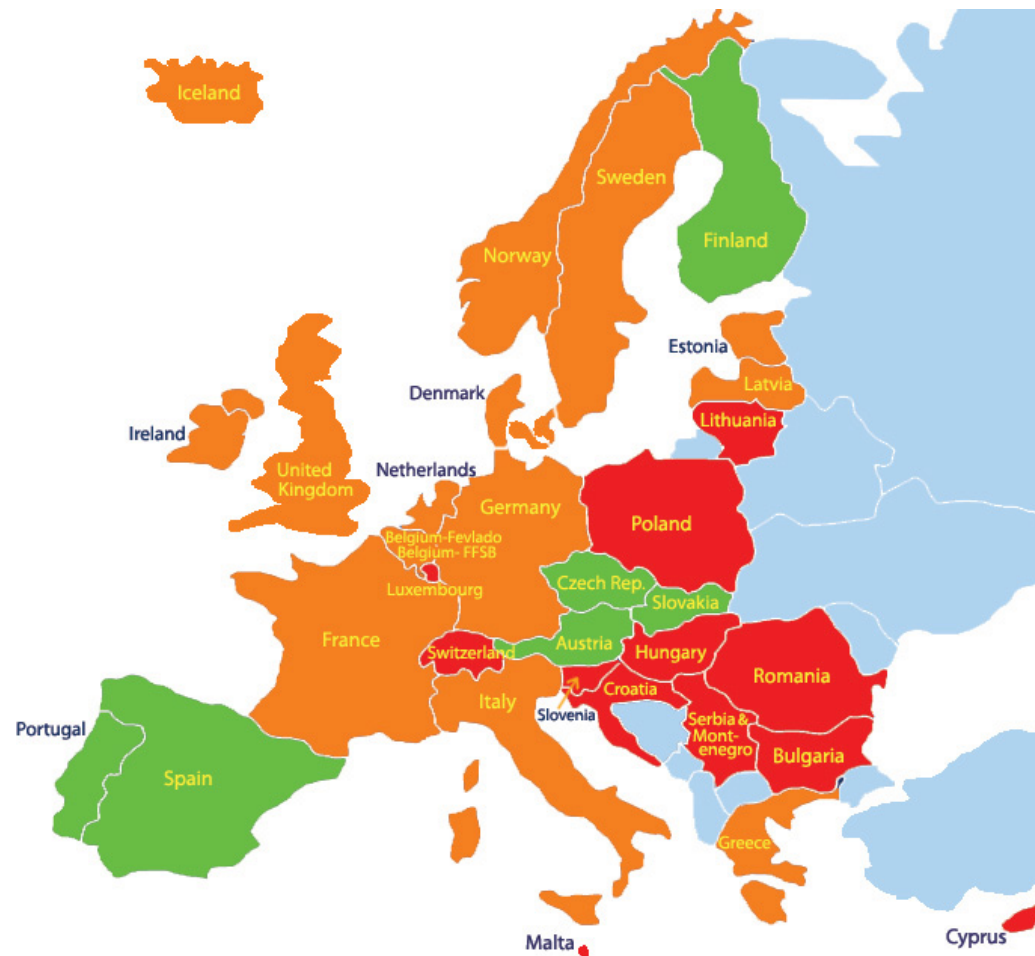 Iceland
Sweden
Norway
Finland
Estonia
Latvia
Denmark
Lithuania
Ireland
Netherlands
United
Kingdom
Germany
Poland
Belgium-Fevlado
Belgium- FFSB
Czech Rep.
Luxembourg
Slovakia
France
Austria
Switzerland
Hungary
Romania
Croatia
Italy
Slovenia
Serbia &
Mont-
enegro
Portugal
Bulgaria
Spain
Greece
Malta
Cyprus